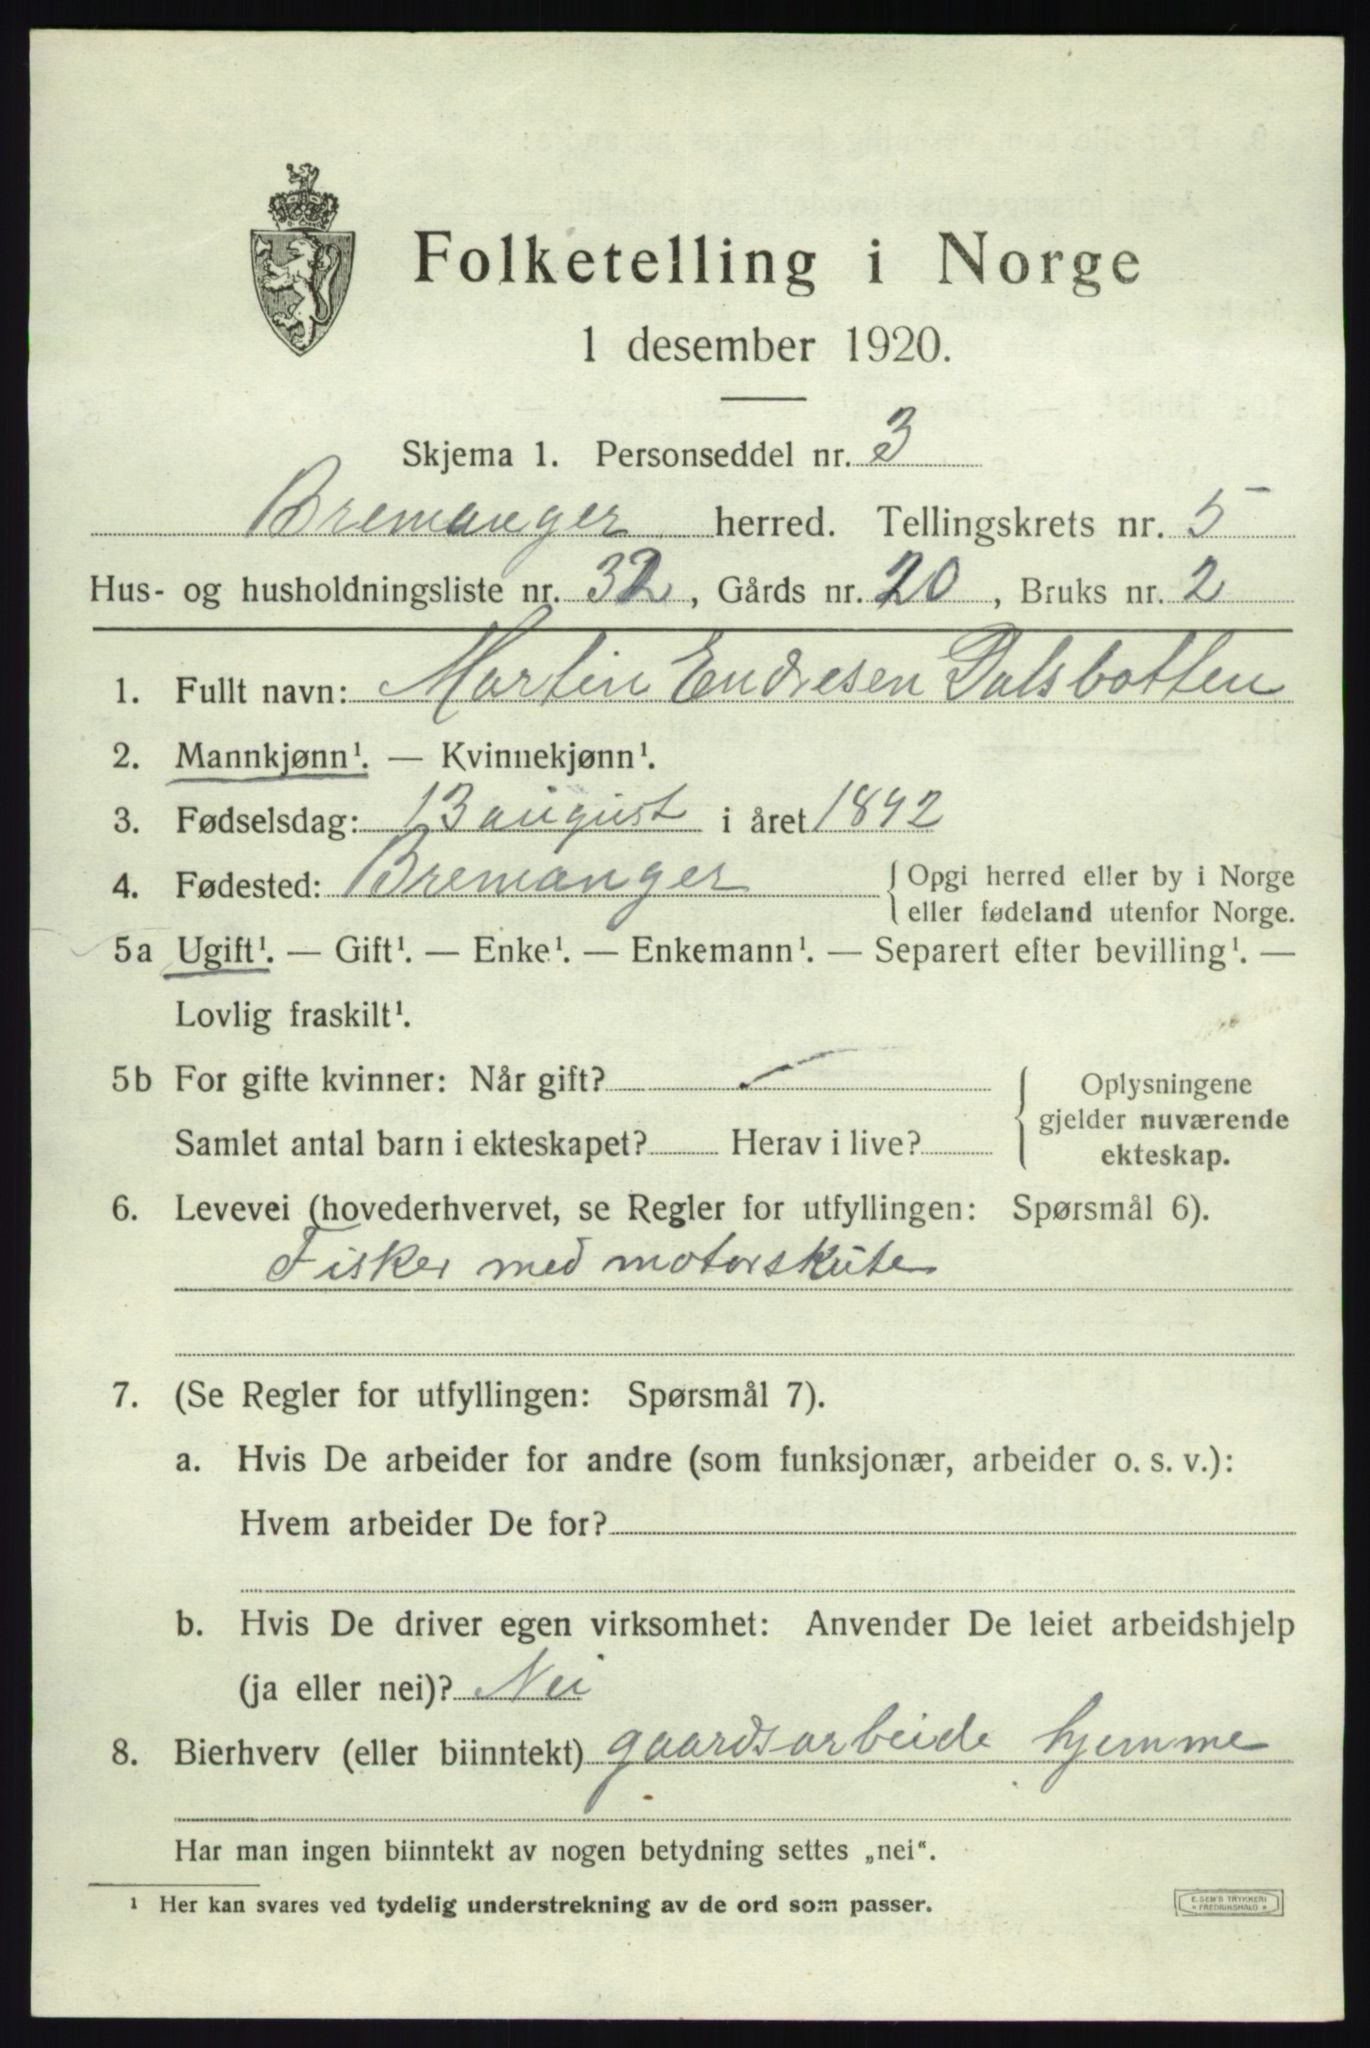 Folketelling i Norge
1 desember 1920.
Skjema 1. Personseddel nr. 3
Bremanger herred. Tellingskrets nr. 5
Hus- og husholdningsliste nr. 32, Gårds nr. 20, Bruks nr. 2
1. Fullt navn: Martin Endresen Dalsbotten
2. Mannkjønn¹. — Kvinnekjønn¹.
3. Fødselsdag: 13 august i året 1892
4. Fødested: Bremanger { Opgi herred eller by i Norge
eller fødeland utenfor Norge.
5a Ugift¹. — Gift¹. — Enke¹. — Enkemann¹. — Separert efter bevilling¹. —
Lovlig fraskilt¹.
5b For gifte kvinner: Når gift? — { Oplysningene
gjelder nuværende
Samlet antal barn i ekteskapet? Herav i live?
ekteskap.
6. Levevei (hovederhvervet, se Regler for utfyllingen: Spørsmål 6).
Fisker med motorskute
7. (Se Regler for utfyllingen: Spørsmål 7).
a. Hvis De arbeider for andre (som funksjonær, arbeider o. s. v.):
Hvem arbeider De for?
b. Hvis De driver egen virksomhet: Anvender De leiet arbeidshjelp
(ja eller nei)? Nei
8. Bierhverv (eller biinntekt) gaardsarbeide hjemme
Har man ingen biinntekt av nogen betydning settes „nei“.
¹ Her kan svares ved tydelig understrekning av de ord som passer.
E. SEM'S TRYKKERI
* FREDRIKSHALD *